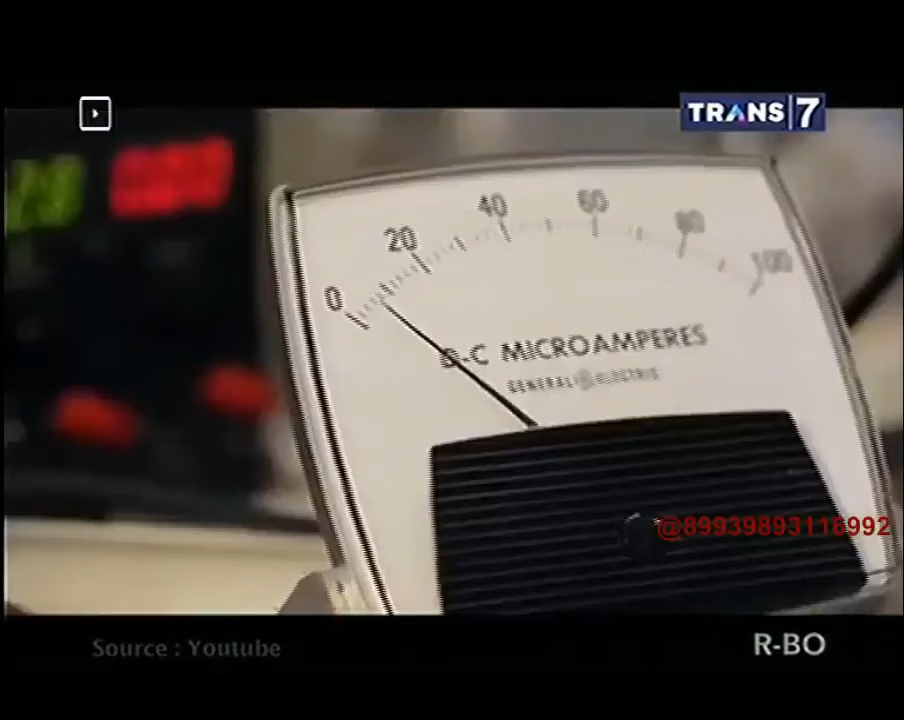 TRANS|7
0 20 40 60 80 100
D-C MICROAMPERES
GENERAL ELECTRIC
@89939893118992
Source : Youtube
R-BO